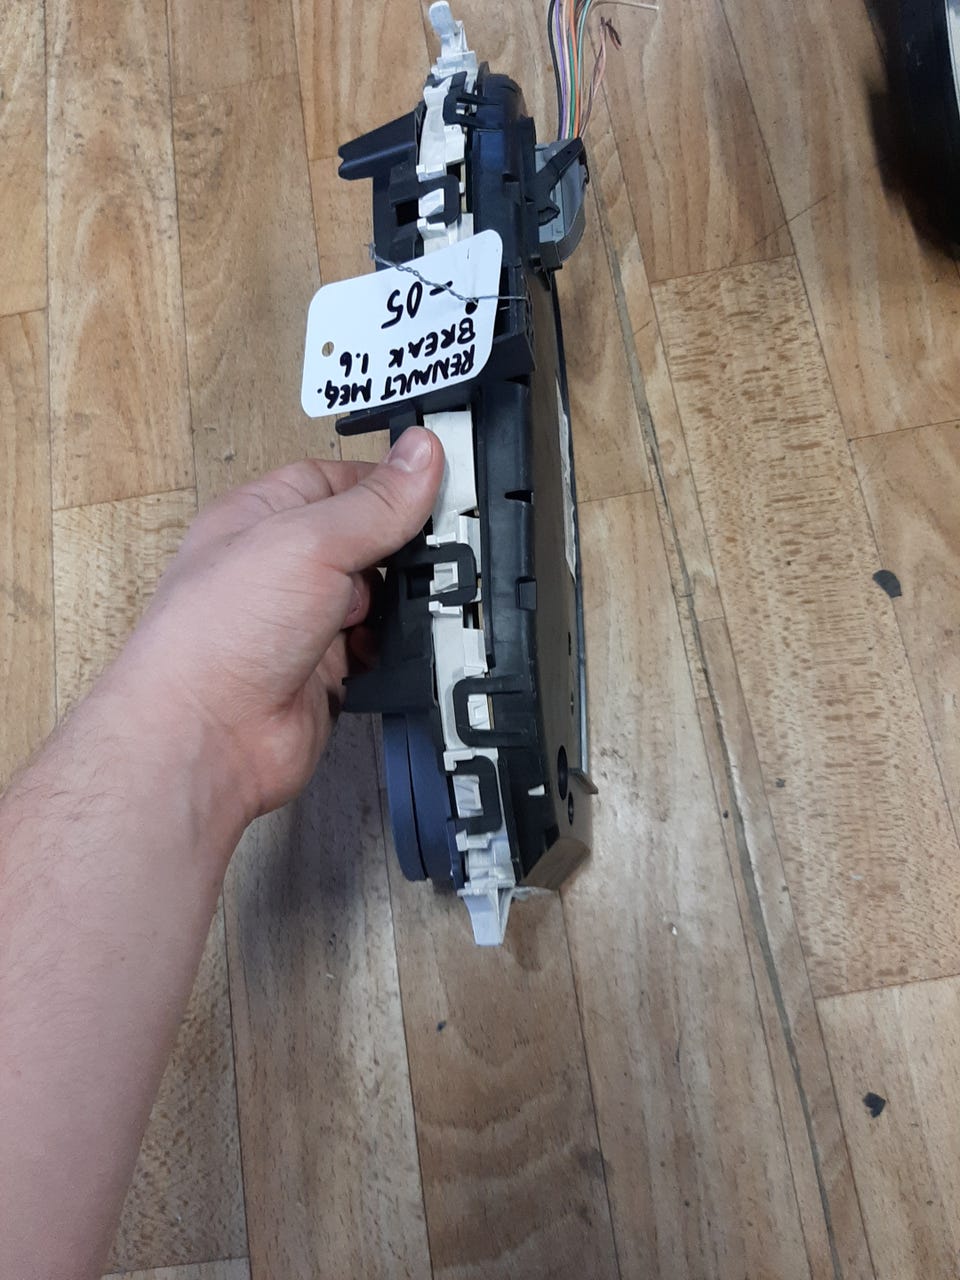 RENAULT MEG.
BREAK 1.6
-05